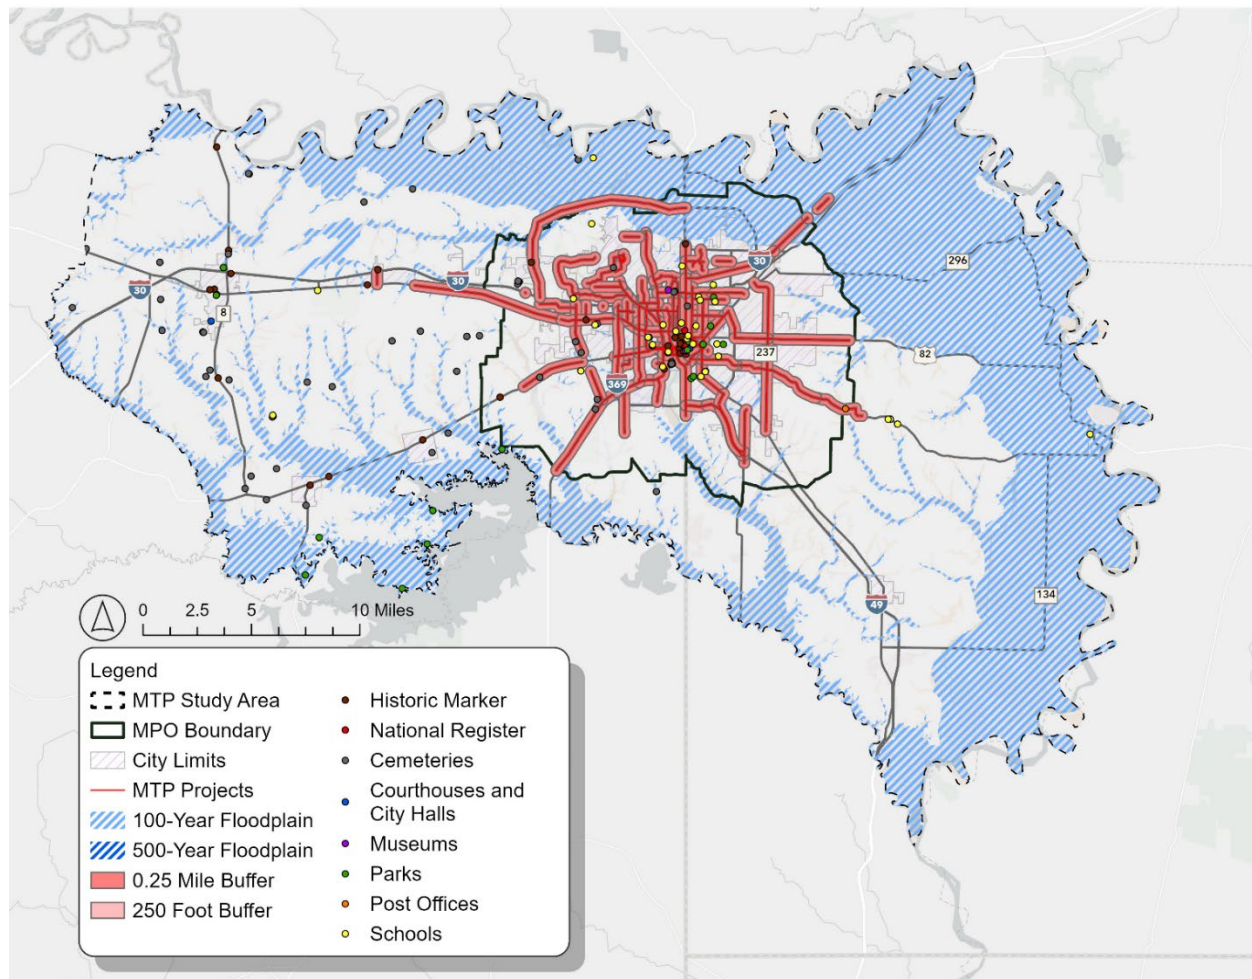 296
30
30
30
8
237
82
369
134
49
0 2.5 5 10 Miles
Legend
MTP Study Area
MPO Boundary
City Limits
MTP Projects
100-Year Floodplain
500-Year Floodplain
0.25 Mile Buffer
250 Foot Buffer
Historic Marker
National Register
Cemeteries
Courthouses and
City Halls
Museums
Parks
Post Offices
Schools